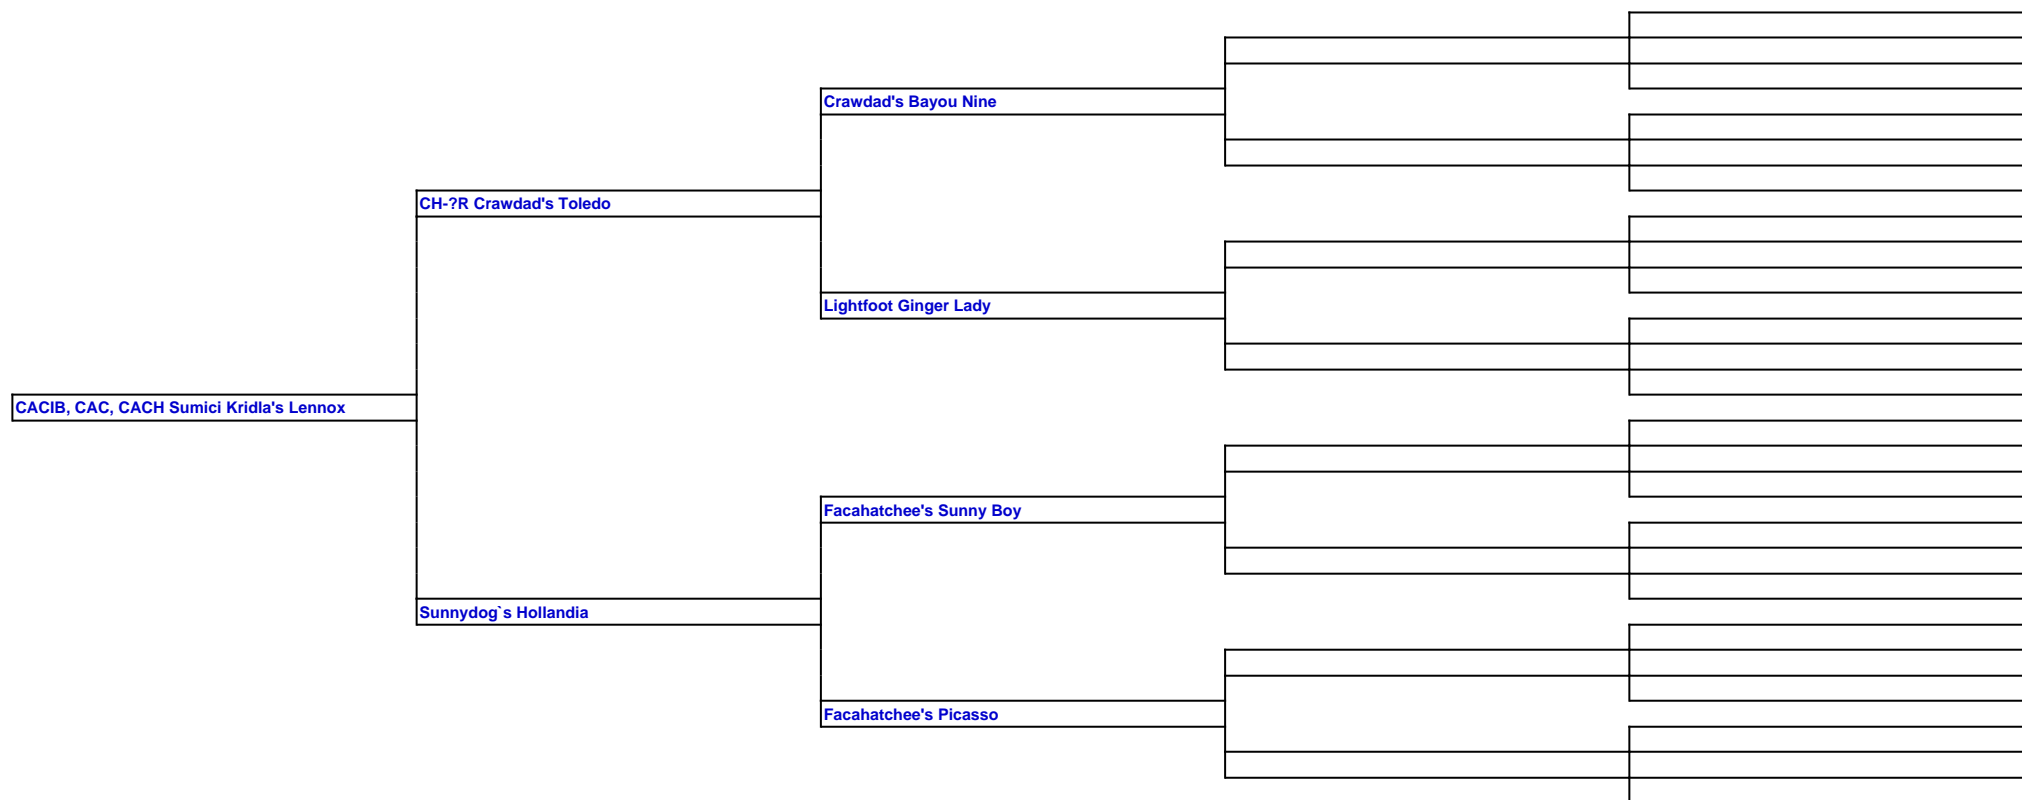 Crawdad's Bayou Nine
CH-?R Crawdad's Toledo
Lightfoot Ginger Lady
CACIB, CAC, CACH Sumici Kridla's Lennox
Facahatchee's Sunny Boy
Sunnydog`s Hollandia
Facahatchee's Picasso